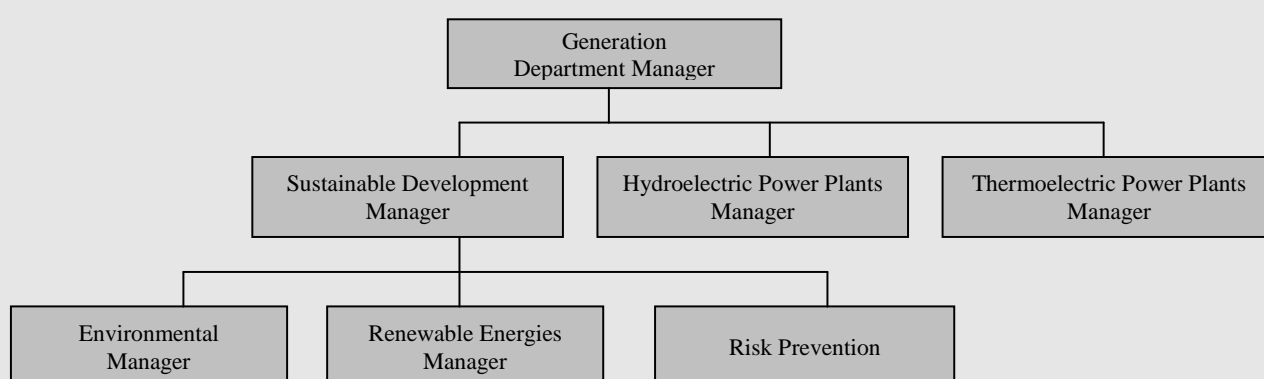 Generation
Department Manager
Sustainable Development
Manager
Hydroelectric Power Plants
Manager
Thermoelectric Power Plants
Manager
Environmental
Manager
Renewable Energies
Manager
Risk Prevention